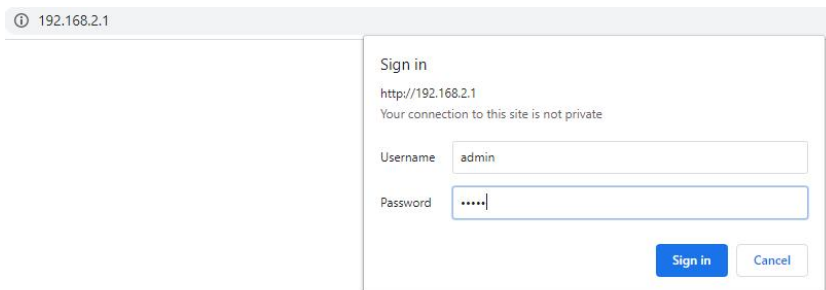 192.168.2.1
Sign in
http://192.168.2.1
Your connection to this site is not private
Username admin
Password •••••
Sign in Cancel